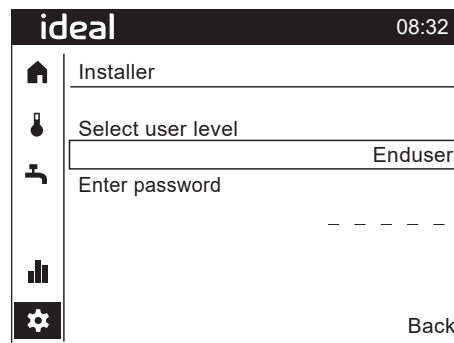 ideal 08:32
Installer
Select user level
Enduser
Enter password
_ _ _ _ _
Back